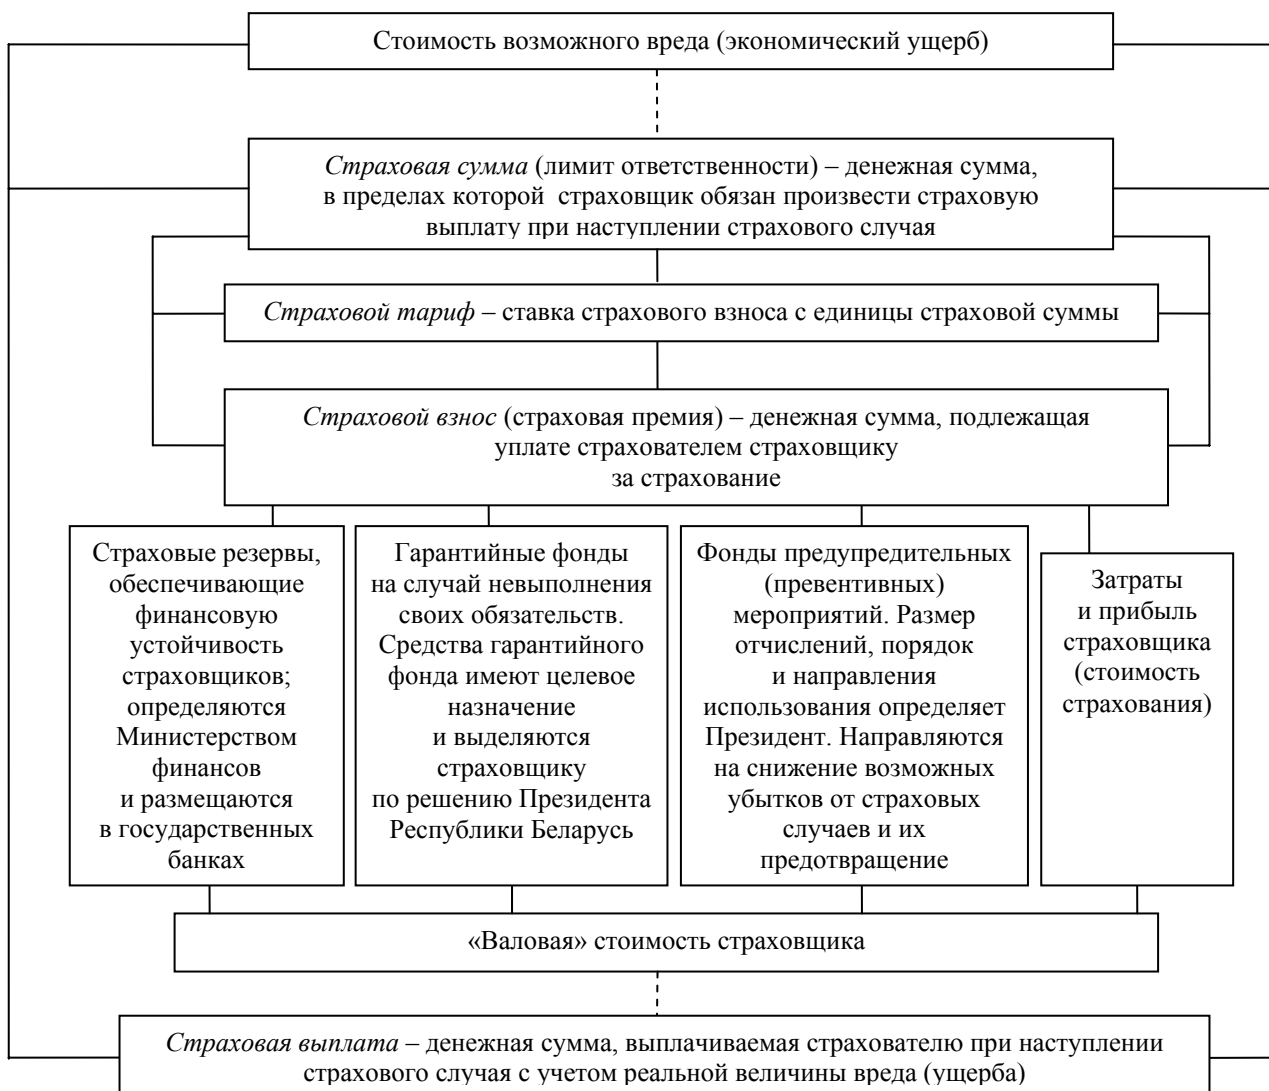 Стоимость возможного вреда (экономический ущерб)
Страховая сумма (лимит ответственности) – денежная сумма,
в пределах которой страховщик обязан произвести страховую
выплату при наступлении страхового случая
Страховой тариф – ставка страхового взноса с единицы страховой суммы
Страховой взнос (страховая премия) – денежная сумма, подлежащая
уплате страхователем страховщику
за страхование
Страховые резервы,
обеспечивающие
финансовую
устойчивость
страховщиков;
определяются
Министерством
финансов
и размещаются
в государственных
банках
Гарантийные фонды
на случай невыполнения
своих обязательств.
Средства гарантийного
фонда имеют целевое
назначение
и выделяются
страховщику
по решению Президента
Республики Беларусь
Фонды предупредительных
(превентивных)
мероприятий. Размер
отчислений, порядок
и направления
использования определяет
Президент. Направляются
на снижение возможных
убытков от страховых
случаев и их
предотвращение
Затраты
и прибыль
страховщика
(стоимость
страхования)
«Валовая» стоимость страховщика
Страховая выплата – денежная сумма, выплачиваемая страхователю при наступлении
страхового случая с учетом реальной величины вреда (ущерба)